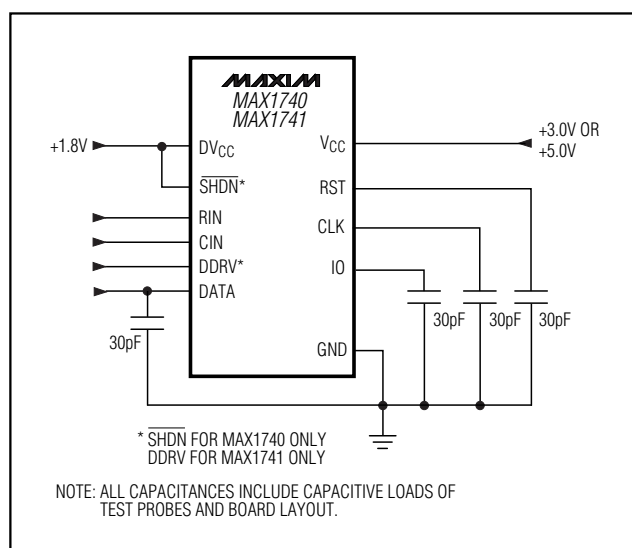 MAXIM
MAX1740
MAX1741
+1.8V
DVCC
SHDN*
RIN
CIN
DDRV*
DATA
VCC
RST
CLK
IO
GND
+3.0V OR
+5.0V
30pF
30pF
30pF
30pF
* SHDN FOR MAX1740 ONLY
DDRV FOR MAX1741 ONLY
NOTE: ALL CAPACITANCES INCLUDE CAPACITIVE LOADS OF
TEST PROBES AND BOARD LAYOUT.